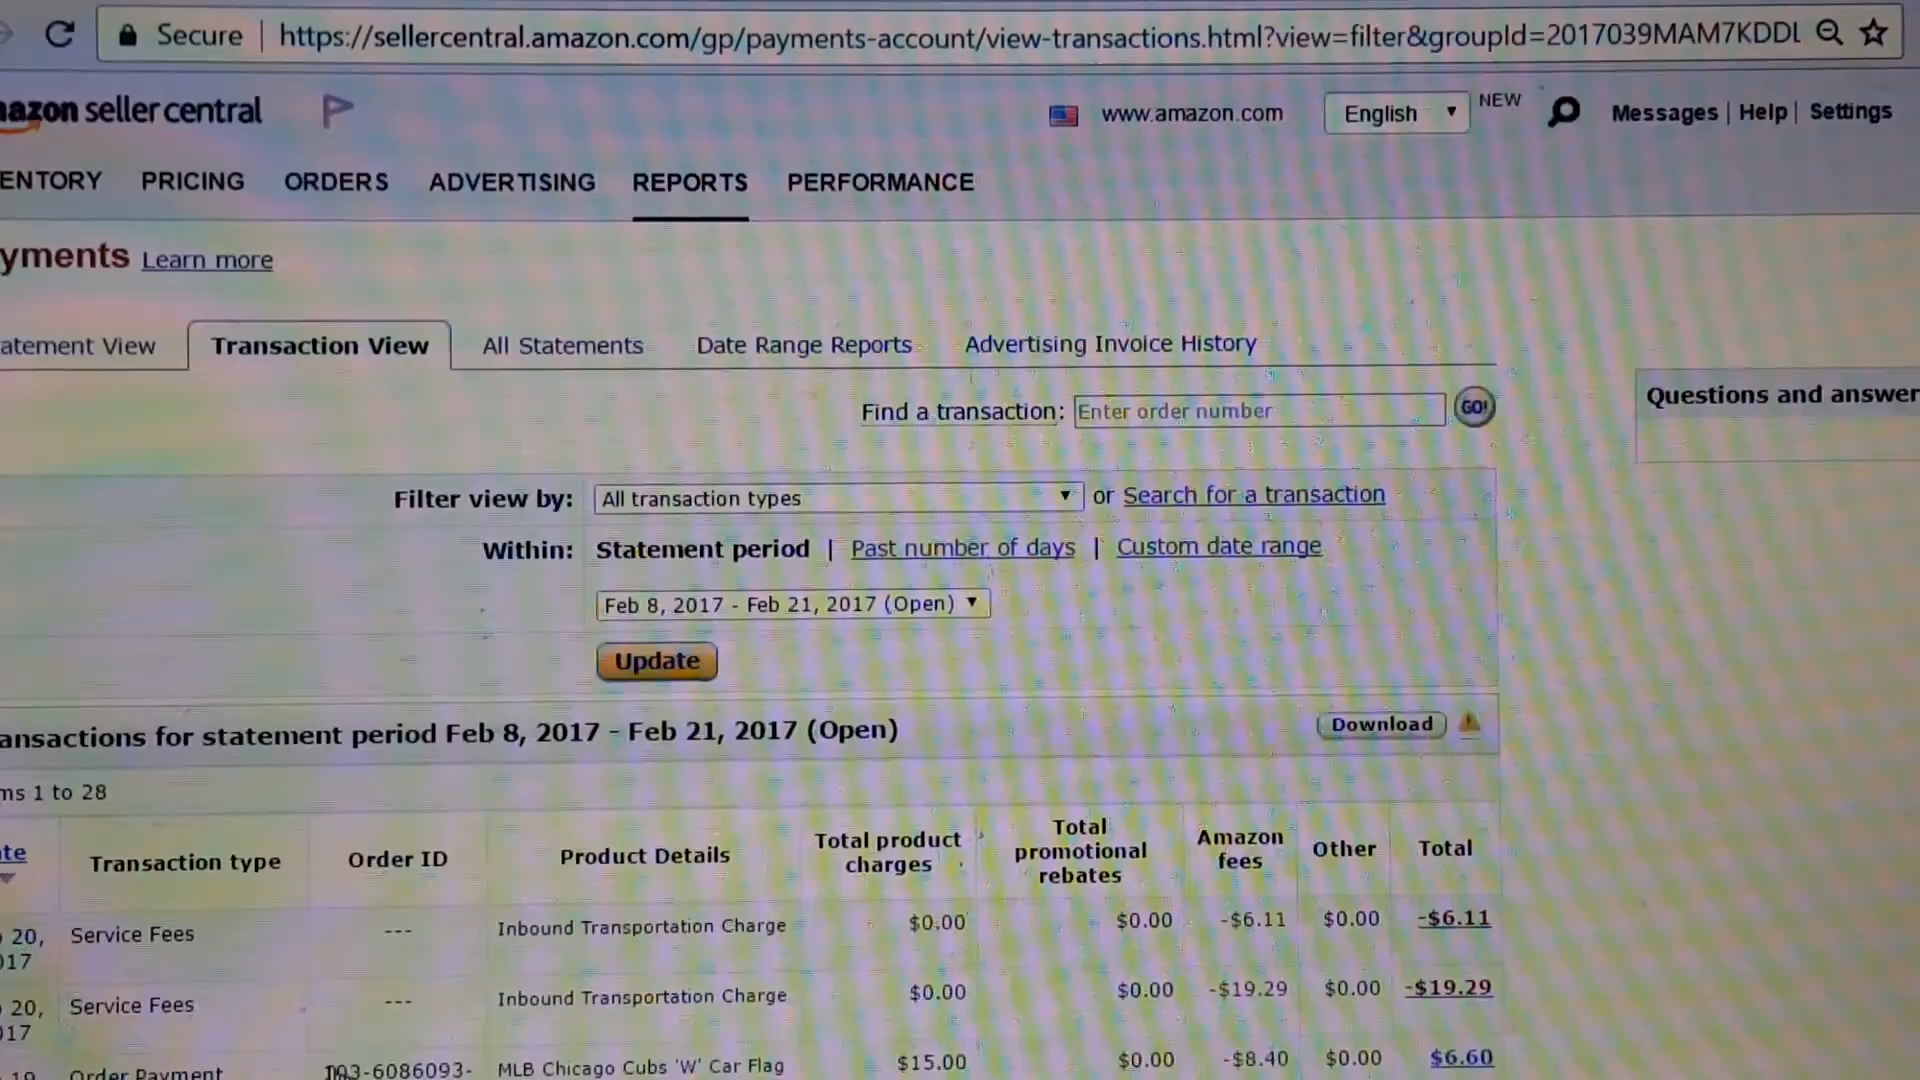 Secure | https://sellercentral.amazon.com/gp/payments-account/view-transactions.html?view=filter&groupId=2017039MAM7KDDL
mazon seller central www.amazon.com English NEW Messages | Help | Settings
ENTORY PRICING ORDERS ADVERTISING REPORTS PERFORMANCE
yments Learn more
atement View Transaction View All Statements Date Range Reports Advertising Invoice History
Questions and answer
Find a transaction: Enter order number GO!
Filter view by: All transaction types or Search for a transaction
Within: Statement period | Past number of days | Custom date range
Feb 8, 2017 - Feb 21, 2017 (Open)
Update
ansactions for statement period Feb 8, 2017 - Feb 21, 2017 (Open) Download
ms 1 to 28
te Transaction type Order ID Product Details Total product charges Total promotional rebates Amazon fees Other Total
20, 017 Service Fees --- Inbound Transportation Charge $0.00 $0.00 -$6.11 $0.00 -$6.11
20, 017 Service Fees --- Inbound Transportation Charge $0.00 $0.00 -$19.29 $0.00 -$19.29
19 Order Payment -6086093- MLB Chicago Cubs 'W' Car Flag $15.00 $0.00 -$8.40 $0.00 $6.60